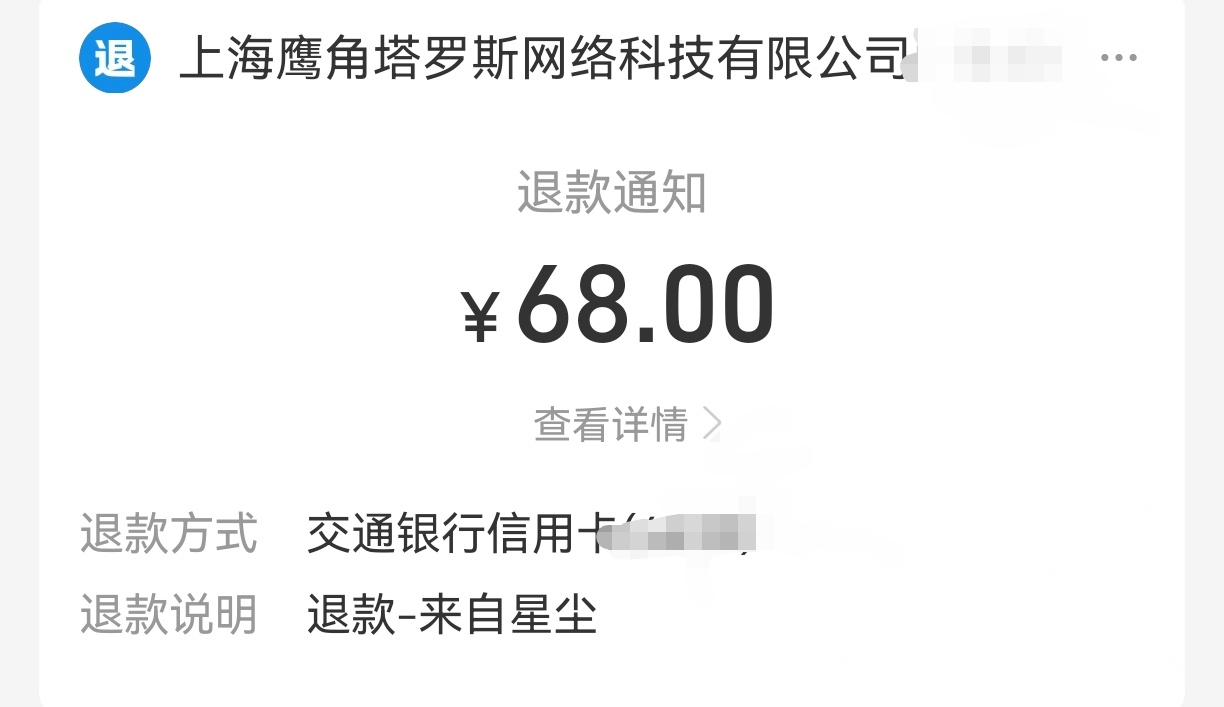 退 上海鹰角塔罗斯网络科技有限公司
退款通知
¥68.00
查看详情
退款方式 交通银行信用卡
退款说明 退款-来自星尘